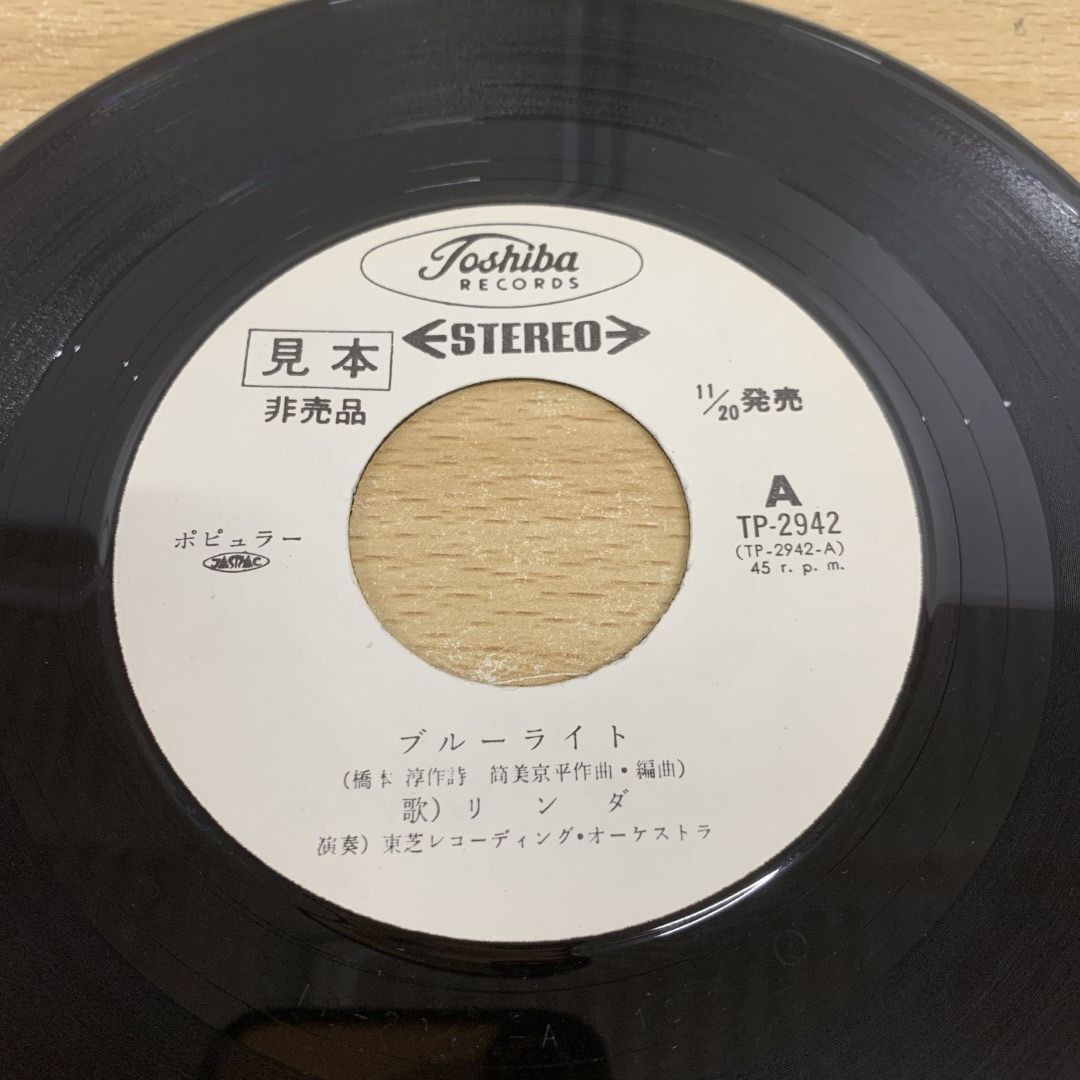 Toshiba
RECORDS
STEREO
見本
非売品
11/20発売
A
TP-2942
(TP-2942-A)
45 r. p. m.
ポピュラー
JASRAC
ブルーライト
(橋本 淳作詩 筒美京平作曲・編曲)
歌) リンダ
演奏) 東芝レコーディング・オーケストラ